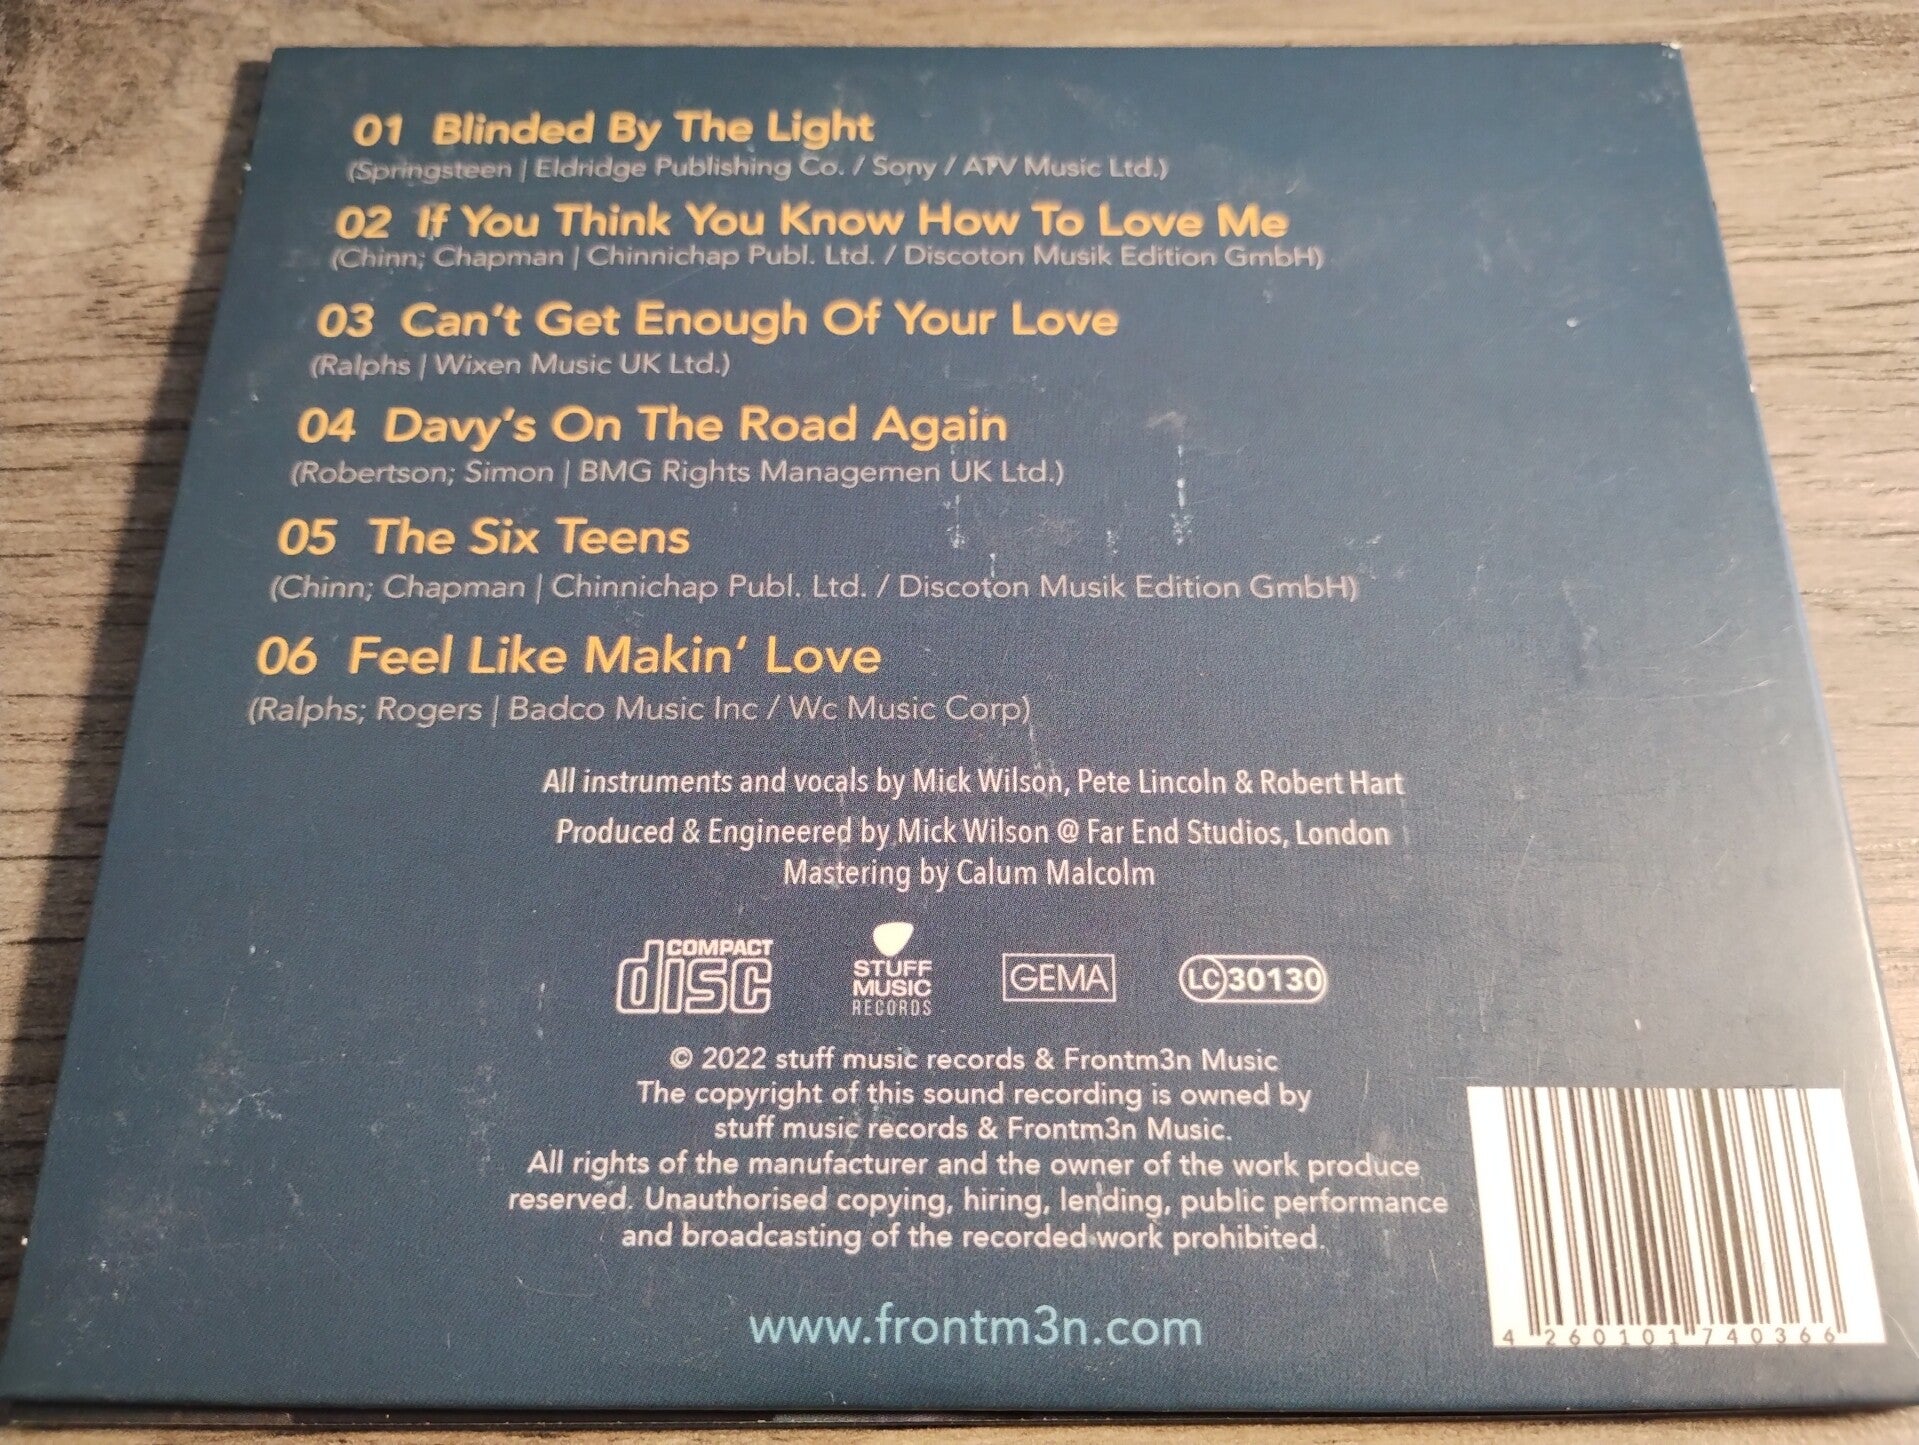 01 Blinded By The Light
(Springsteen | Eldridge Publishing Co. / Sony / ATV Music Ltd.)
02 If You Think You Know How To Love Me
(Chinn; Chapman | Chinnichap Publ. Ltd. / Discoton Musik Edition GmbH)
03 Can't Get Enough Of Your Love
(Ralphs | Wixen Music UK Ltd.)
04 Davy's On The Road Again
(Robertson; Simon | BMG Rights Managemen UK Ltd.)
05 The Six Teens
(Chinn; Chapman | Chinnichap Publ. Ltd. / Discoton Musik Edition GmbH)
06 Feel Like Makin' Love
(Ralphs; Rogers | Badco Music Inc / Wc Music Corp)
All instruments and vocals by Mick Wilson, Pete Lincoln & Robert Hart
Produced & Engineered by Mick Wilson @ Far End Studios, London
Mastering by Calum Malcolm
COMPACT
disc
STUFF
MUSIC
RECORDS
GEMA
LC 30130
© 2022 stuff music records & Frontm3n Music
The copyright of this sound recording is owned by
stuff music records & Frontm3n Music.
All rights of the manufacturer and the owner of the work produce
reserved. Unauthorised copying, hiring, lending, public performance
and broadcasting of the recorded work prohibited.
www.frontm3n.com
4 260101 740366